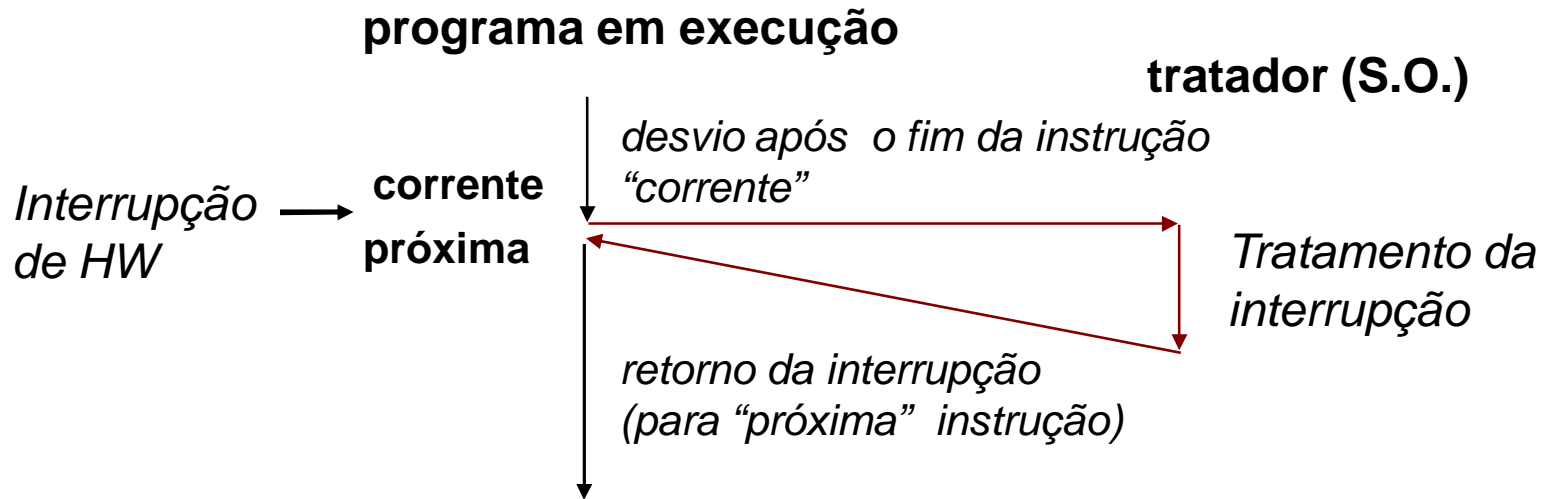 programa em execução
tratador (S.O.)
desvio após o fim da instrução
“corrente”
Interrupção
de HW
corrente
próxima
Tratamento da
interrupção
retorno da interrupção
(para “próxima” instrução)